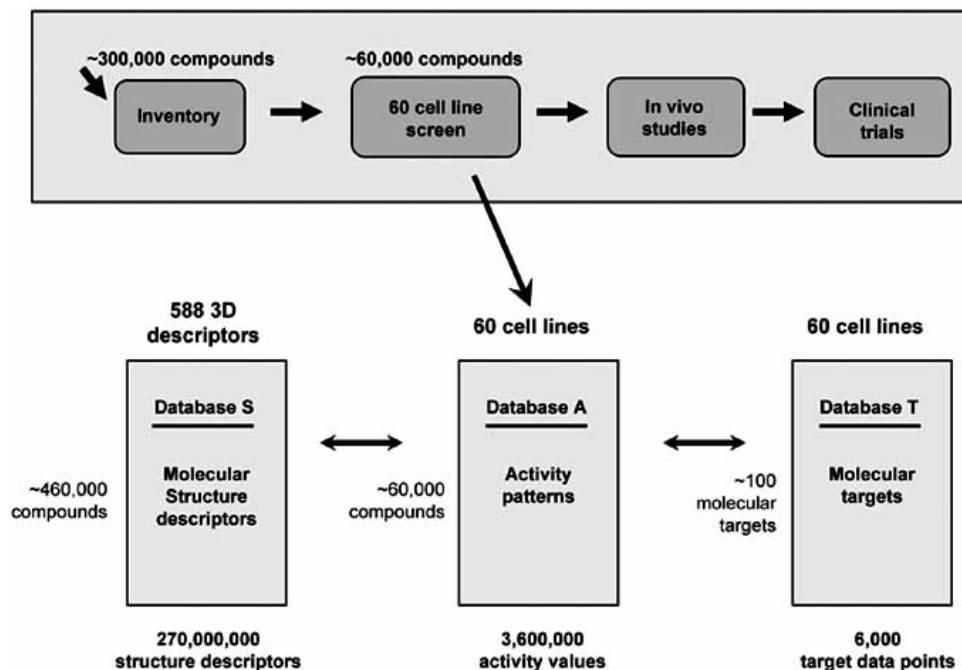 ~300,000 compounds
~60,000 compounds
Inventory
60 cell line
screen
In vivo
studies
Clinical
trials
588 3D
descriptors
60 cell lines
60 cell lines
Database S
Database A
Database T
Molecular
Structure
descriptors
Activity
patterns
Molecular
targets
~460,000
compounds
~60,000
compounds
~100
molecular
targets
270,000,000
structure descriptors
3,600,000
activity values
6,000
target data points